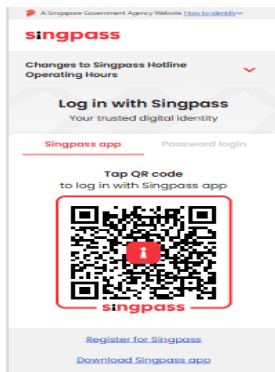 A Singapore Government Agency Website How to identify
singpass
Changes to Singpass Hotline
Operating Hours
Log in with Singpass
Your trusted digital identity
Singpass app
Password login
Tap QR code
to log in with Singpass app
singpass
Register for Singpass
Download Singpass app